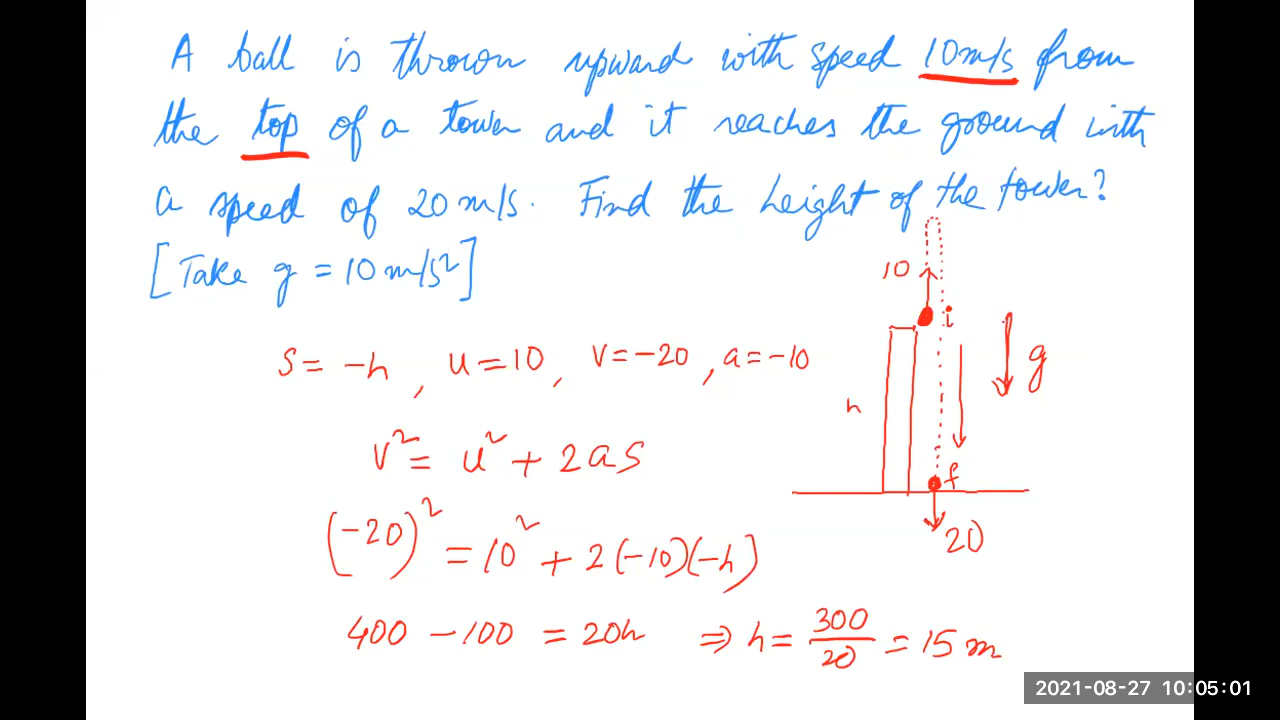 A ball is thrown upward with speed 10m/s from
the top of a tower and it reaches the ground with
a speed of 20 m/s. Find the height of the tower?
[Take g = 10 m/s²]
10
i
g
h
f
20
S = -h , u = 10 , v = -20 , a = -10
v² = u² + 2as
(-20)² = 10² + 2(-10)(-h)
400 - 100 = 20h ⇒ h = 300/20 = 15 m
2021-08-27 10:05:01